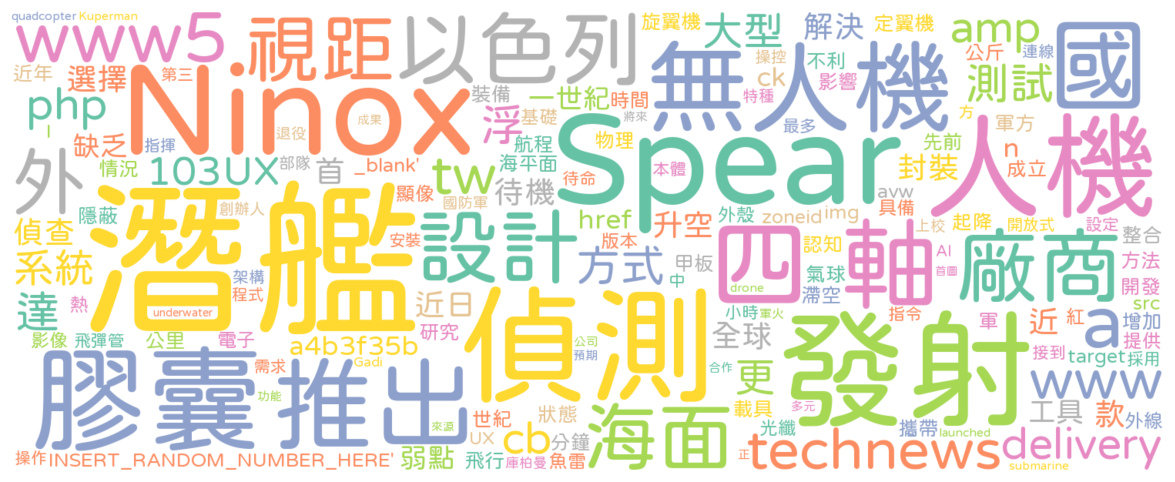 quadcopter Kuperman
www5 視距 以色列 旋翼機 大型 解決 定翼機 amp 公斤 連線
近年 選擇 第三 Ninox 無人機 操控 不利 國
php 缺乏 裝備 一世紀 時間 ck 影響 測試
l 指揮 退役 成果 浮 基礎 特種 將來 最多 方 軍方
外 情況 103UX 部隊 首 _blank' 航程 Spear 物理 先前 n 人機
海平面 tw 待機 待命 本體 封裝 成立
隱蔽 創辦人 顯像 國防軍 href 升空 外殼 zoneid img avw 具備
偵查 潛艦 安裝 設計 版本 四軸 認知 上校 起降 開放式 設定 整合
系統 架構 方式 甲板 氣球 廠商 AI 方法
達 熱 程式 近日 中 滯空 首圖 開發
underwater 研究 偵測 drone 小時 軍火 指令 軍 近 紅 a src 增加
影像 飛彈管 公里 電子 a4b3f35b 全球 發射 接到 target 提供 採用
膠囊 推出 需求 Gadi 公司 預期 合作 更 www
功能 世紀 狀態 海面 載具 工具 款 外線
來源 UX cb 分鐘 多元 光纖 攜帶 launched delivery
操作 INSERT_RANDOM_NUMBER_HERE' 弱點 飛行 庫柏曼 魚雷 正 technews submarine